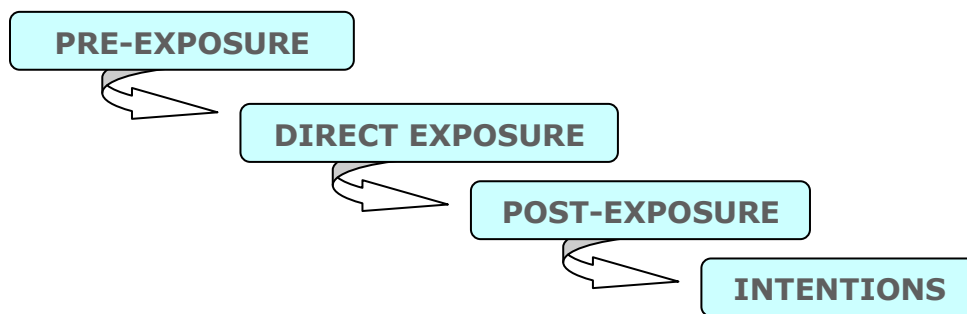 PRE-EXPOSURE
DIRECT EXPOSURE
POST-EXPOSURE
INTENTIONS